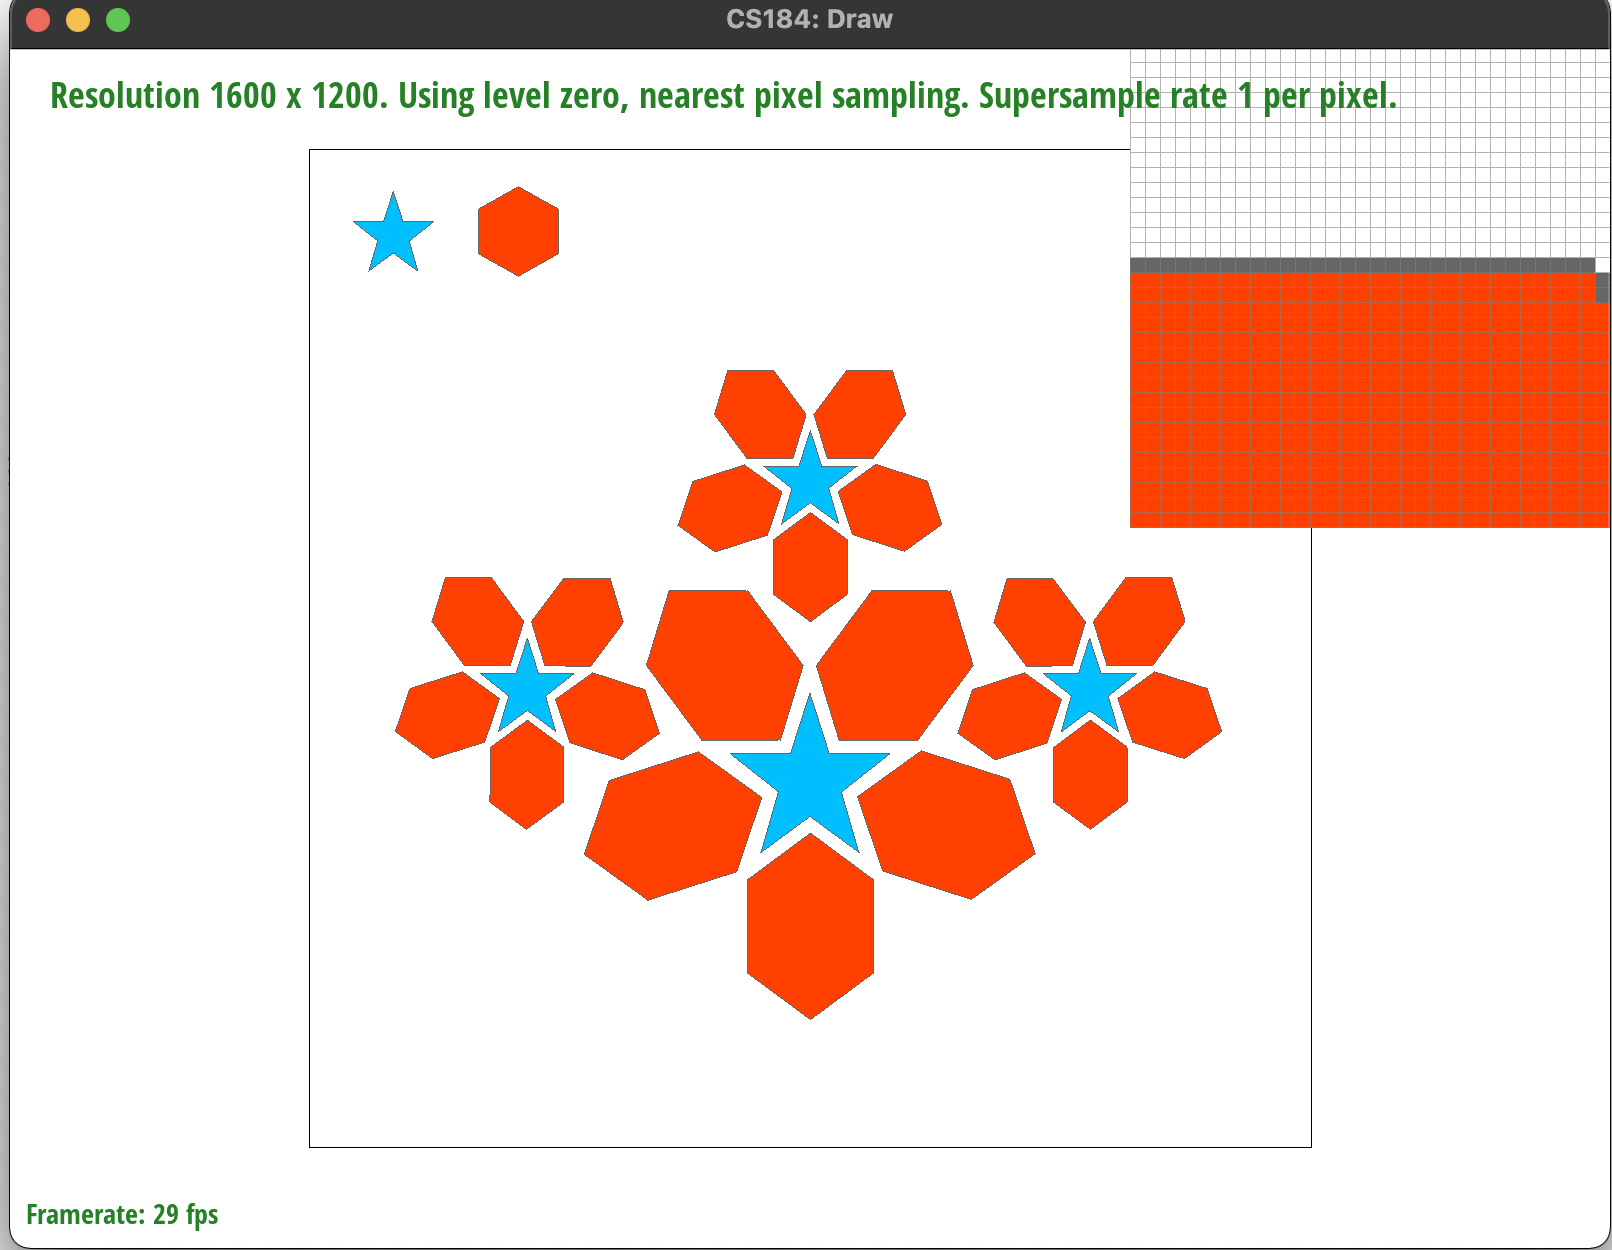 CS184: Draw
Resolution 1600 x 1200. Using level zero, nearest pixel sampling. Supersample rate 1 per pixel.
Framerate: 29 fps